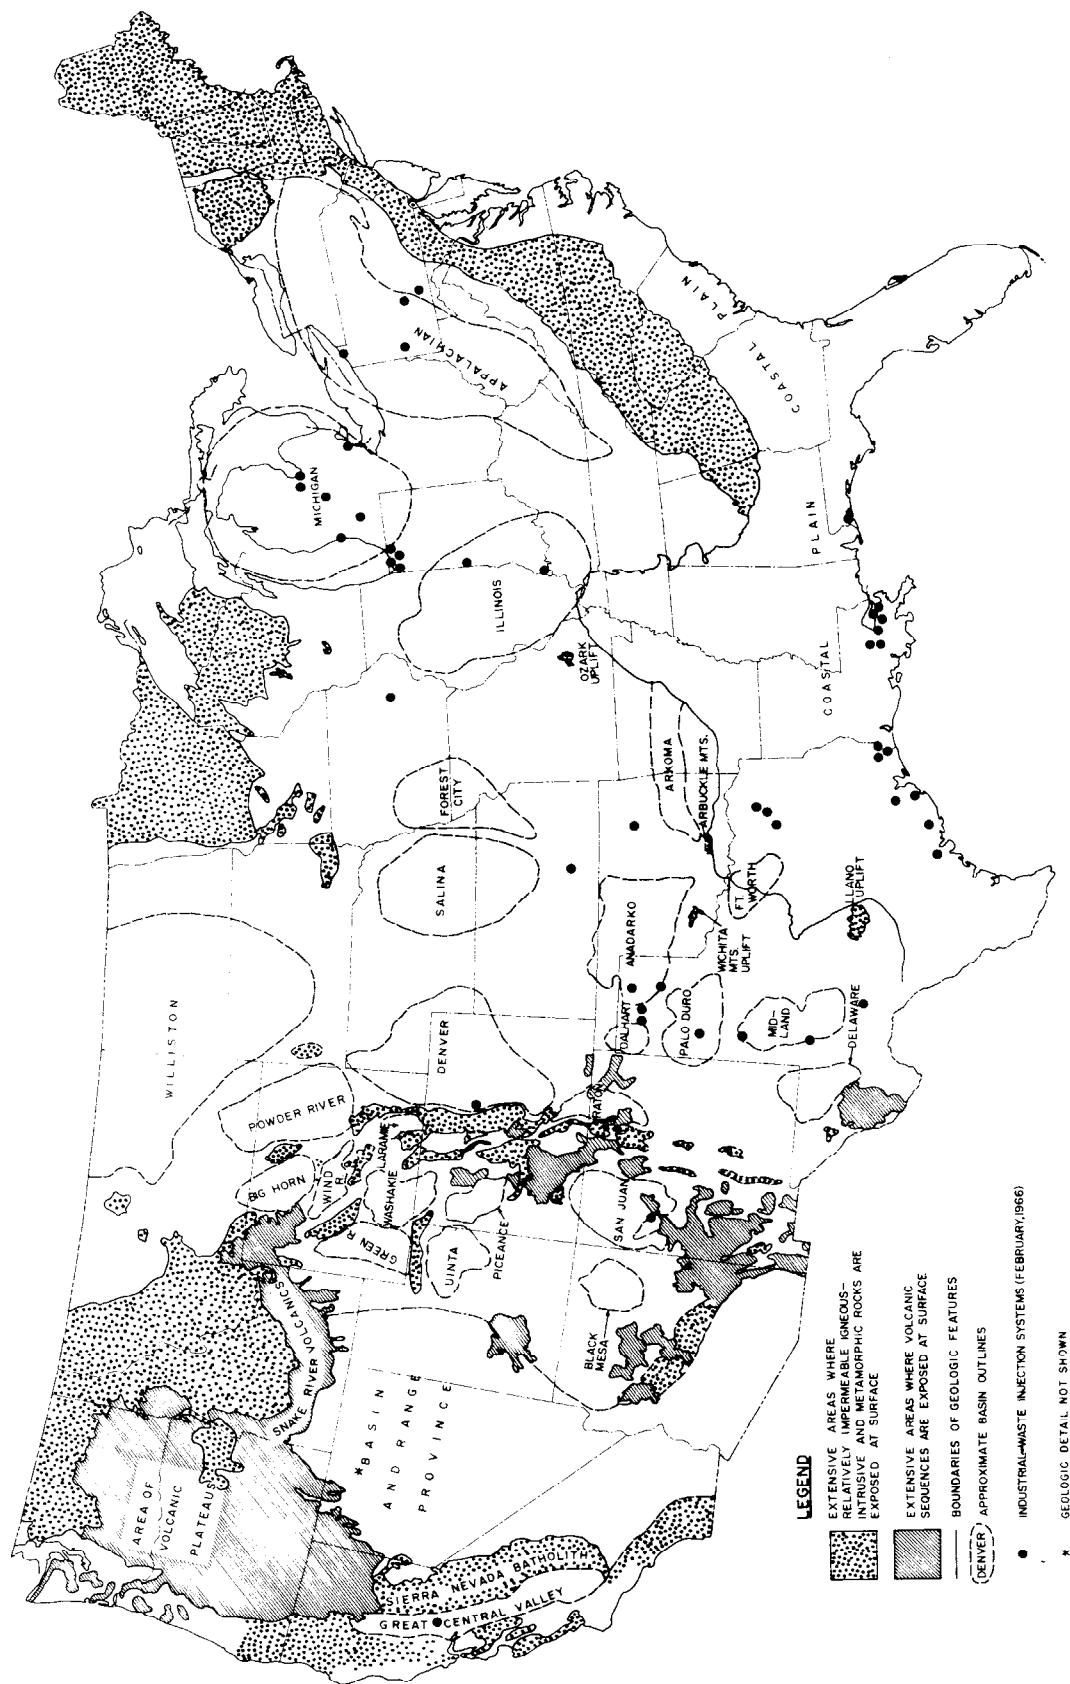 AREA OF
VOLCANIC
PLATEAUS
SNAKE RIVER VOLCANICS
*BASIN
AND RANGE
PROVINCE
SIERRA NEVADA BATHOLITH
GREAT CENTRAL VALLEY
WILLISTON
POWDER RIVER
BIG HORN
WIND R.
GREEN R.
WASHAKIE
LARAMIE
UINTA
PICEANCE
DENVER
SAN JUAN
BLACK
MESA
RATON
DALHART
ANADARKO
PALO DURO
WICHITA
MTS.
UPLIFT
MID-
LAND
DELAWARE
LLANO
UPLIFT
FT
WORTH
ARBUCKLE MTS.
ARKOMA
SALINA
FOREST
CITY
OZARK
UPLIFT
ILLINOIS
MICHIGAN
APPALACHIAN
COASTAL
PLAIN
COASTAL
PLAIN
LEGEND
EXTENSIVE AREAS WHERE
RELATIVELY IMPERMEABLE IGNEOUS-
INTRUSIVE AND METAMORPHIC ROCKS ARE
EXPOSED AT SURFACE
EXTENSIVE AREAS WHERE VOLCANIC
SEQUENCES ARE EXPOSED AT SURFACE
BOUNDARIES OF GEOLOGIC FEATURES
(DENVER) APPROXIMATE BASIN OUTLINES
INDUSTRIAL-WASTE INJECTION SYSTEMS (FEBRUARY, 1966)
* GEOLOGIC DETAIL NOT SHOWN